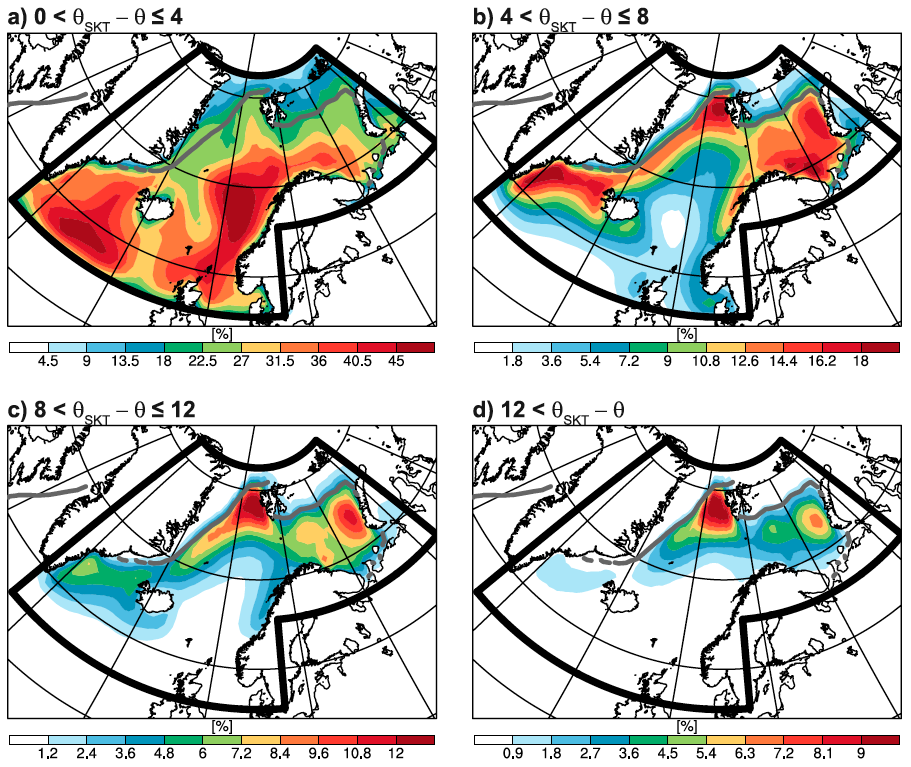 a) 0 < θSKT − θ ≤ 4
b) 4 < θSKT − θ ≤ 8
[%]
4.5 9 13.5 18 22.5 27 31.5 36 40.5 45
[%]
1.8 3.6 5.4 7.2 9 10.8 12.6 14.4 16.2 18
c) 8 < θSKT − θ ≤ 12
d) 12 < θSKT − θ
[%]
1.2 2.4 3.6 4.8 6 7.2 8.4 9.6 10.8 12
[%]
0.9 1.8 2.7 3.6 4.5 5.4 6.3 7.2 8.1 9